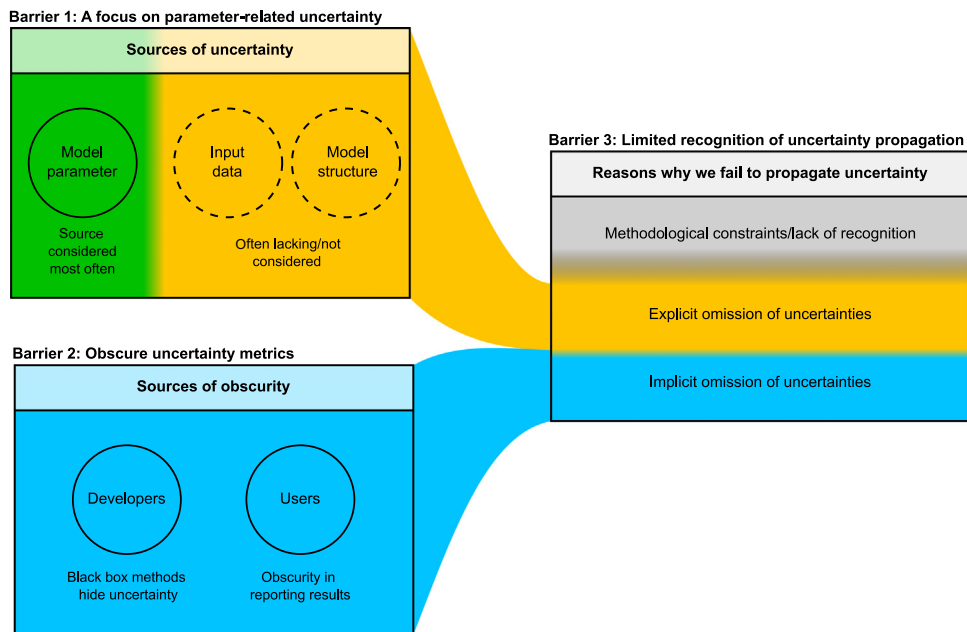 Barrier 1: A focus on parameter-related uncertainty
Sources of uncertainty
Model
parameter
Input
data
Model
structure
Source
considered
most often
Often lacking/not
considered
Barrier 2: Obscure uncertainty metrics
Sources of obscurity
Developers
Users
Black box methods
hide uncertainty
Obscurity in
reporting results
Barrier 3: Limited recognition of uncertainty propagation
Reasons why we fail to propagate uncertainty
Methodological constraints/lack of recognition
Explicit omission of uncertainties
Implicit omission of uncertainties